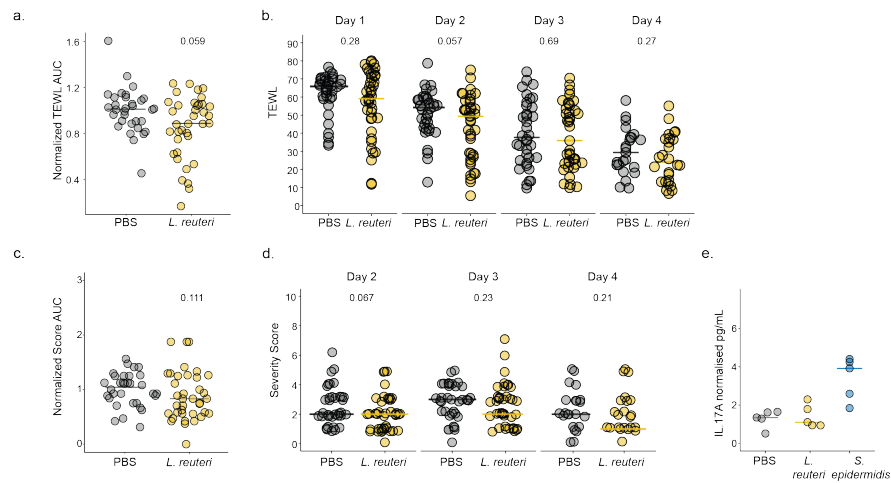 a.
Normalized TEWL AUC
1.6
1.2
0.8
0.4
0.059
PBS
L. reuteri
b.
Day 1
Day 2
Day 3
Day 4
0.28
0.057
0.69
0.27
TEWL
90
80
70
60
50
40
30
20
10
0
PBS L. reuteri
PBS L. reuteri
PBS L. reuteri
PBS L. reuteri
c.
Normalized Score AUC
3
2
1
0
0.111
PBS
L. reuteri
d.
Day 2
Day 3
Day 4
0.067
0.23
0.21
Severity Score
10
8
6
4
2
0
PBS
L. reuteri
PBS
L. reuteri
PBS
L. reuteri
e.
IL.17A normalised pg/mL
6
4
2
0
PBS
L.
reuteri
S.
epidermidis